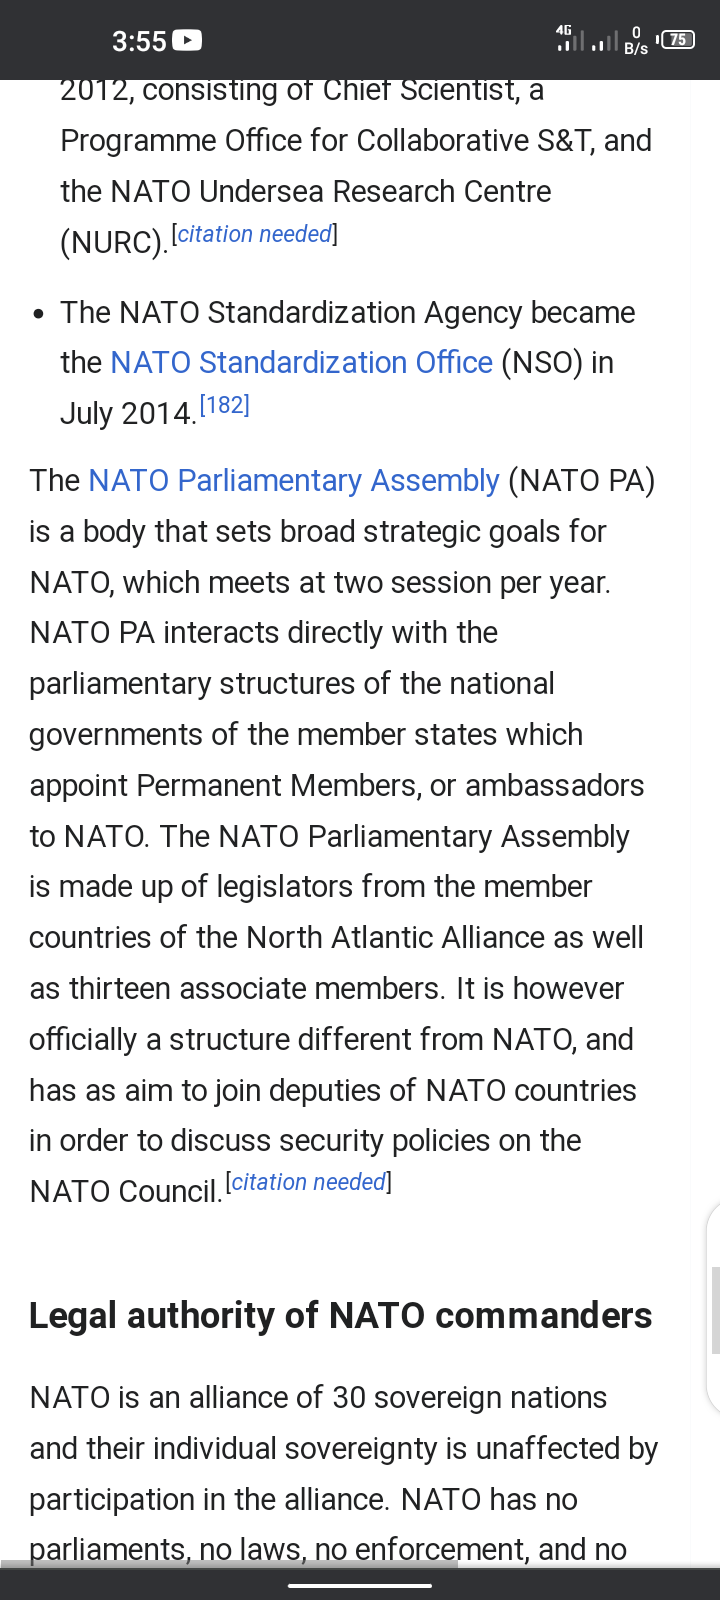 3:55
4G
0
B/s
75
2012, consisting of Chief Scientist, a
Programme Office for Collaborative S&T, and
the NATO Undersea Research Centre
(NURC).[citation needed]
• The NATO Standardization Agency became
the NATO Standardization Office (NSO) in
July 2014.[182]
The NATO Parliamentary Assembly (NATO PA)
is a body that sets broad strategic goals for
NATO, which meets at two session per year.
NATO PA interacts directly with the
parliamentary structures of the national
governments of the member states which
appoint Permanent Members, or ambassadors
to NATO. The NATO Parliamentary Assembly
is made up of legislators from the member
countries of the North Atlantic Alliance as well
as thirteen associate members. It is however
officially a structure different from NATO, and
has as aim to join deputies of NATO countries
in order to discuss security policies on the
NATO Council.[citation needed]
Legal authority of NATO commanders
NATO is an alliance of 30 sovereign nations
and their individual sovereignty is unaffected by
participation in the alliance. NATO has no
parliaments, no laws, no enforcement, and no